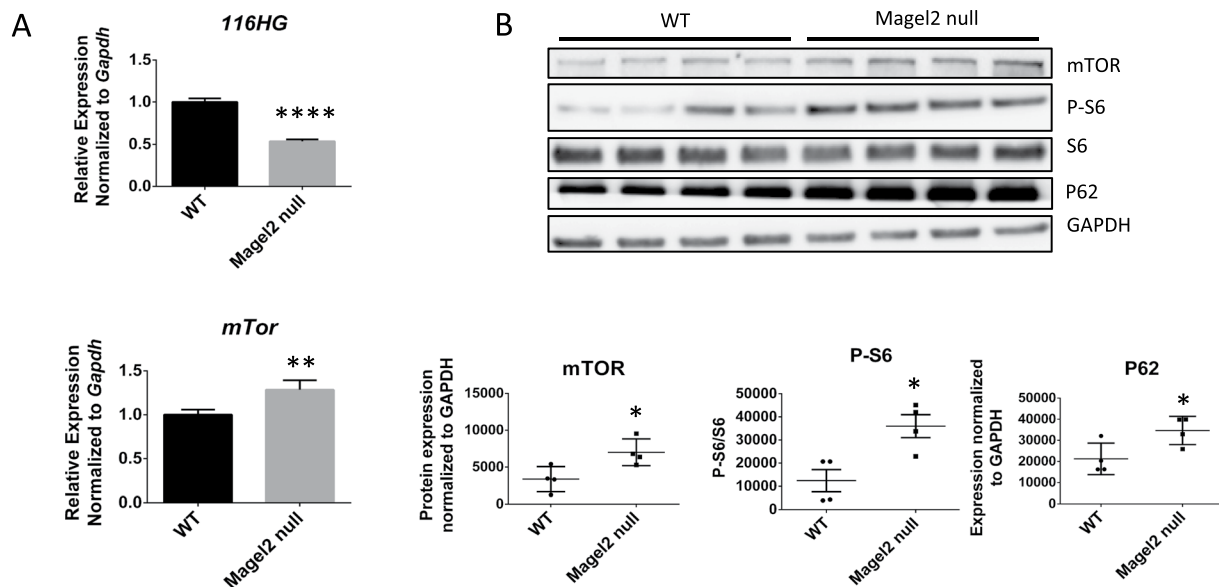 A
116HG
Relative Expression
Normalized to Gapdh
1.5
1.0
0.5
0.0
****
WT
Magel2 null
B
WT
Magel2 null
mTOR
P-S6
S6
P62
GAPDH
mTor
Relative Expression
Normalized to Gapdh
1.5
1.0
0.5
0.0
**
WT
Magel2 null
mTOR
Protein expression
normalized to GAPDH
15000
10000
5000
0
*
WT
Magel2 null
P-S6
P-S6/S6
50000
40000
30000
20000
10000
0
*
WT
Magel2 null
P62
Expression normalized
to GAPDH
50000
40000
30000
20000
10000
0
*
WT
Magel2 null